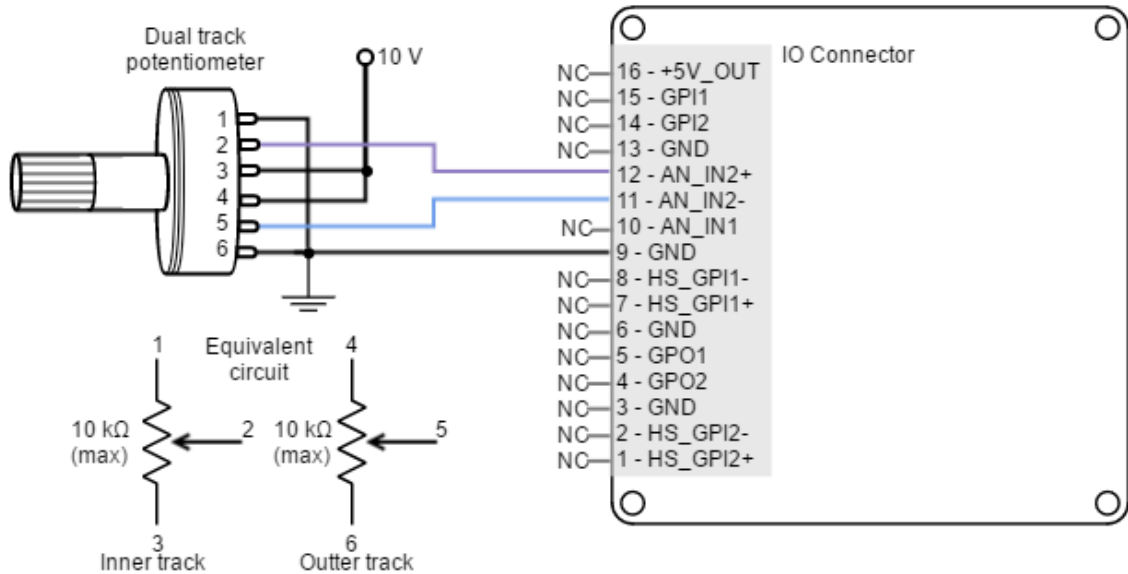 Dual track
potentiometer
10 V
IO Connector
1
2
3
4
5
6
NC 16 - +5V_OUT
NC 15 - GPI1
NC 14 - GPI2
NC 13 - GND
12 - AN_IN2+
11 - AN_IN2-
NC 10 - AN_IN1
9 - GND
NC 8 - HS_GPI1-
NC 7 - HS_GPI1+
NC 6 - GND
NC 5 - GPO1
NC 4 - GPO2
NC 3 - GND
NC 2 - HS_GPI2-
NC 1 - HS_GPI2+
Equivalent
circuit
1
10 kΩ
(max)
2
3
Inner track
4
10 kΩ
(max)
5
6
Outter track